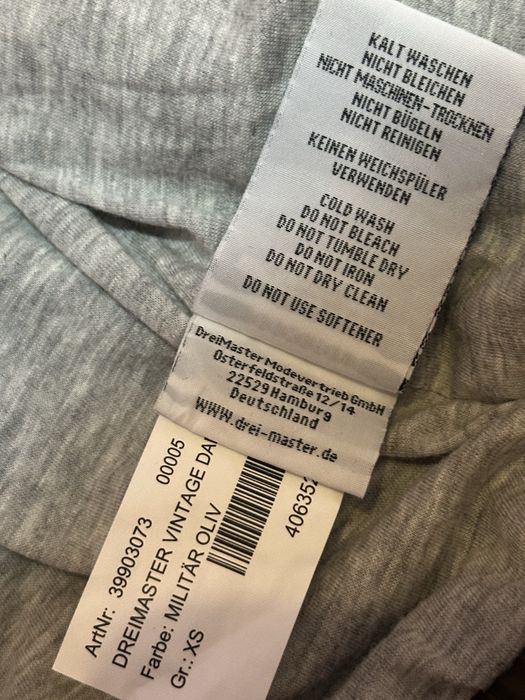 KALT WASCHEN
NICHT BLEICHEN
NICHT MASCHINEN-TROCKNEN
NICHT BÜGELN
NICHT REINIGEN
KEINEN WEICHSPÜLER
VERWENDEN
COLD WASH
DO NOT BLEACH
DO NOT TUMBLE DRY
DO NOT IRON
DO NOT DRY CLEAN
DO NOT USE SOFTENER
DreiMaster Modevertrieb GmbH
Osterfeldstraße 12/14
22529 Hamburg
Deutschland
www.drei-master.de
ArtNr: 39903073 00005
DREIMASTER VINTAGE DA
Farbe: MILITÄR OLIV
Gr.: XS
406352